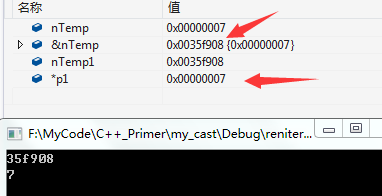 名称 值
nTemp 0x00000007
&nTemp 0x0035f908 {0x00000007}
nTemp1 0x0035f908
*p1 0x00000007
F:\MyCode\C++_Primer\my_cast\Debug\reniter...
35f908
7